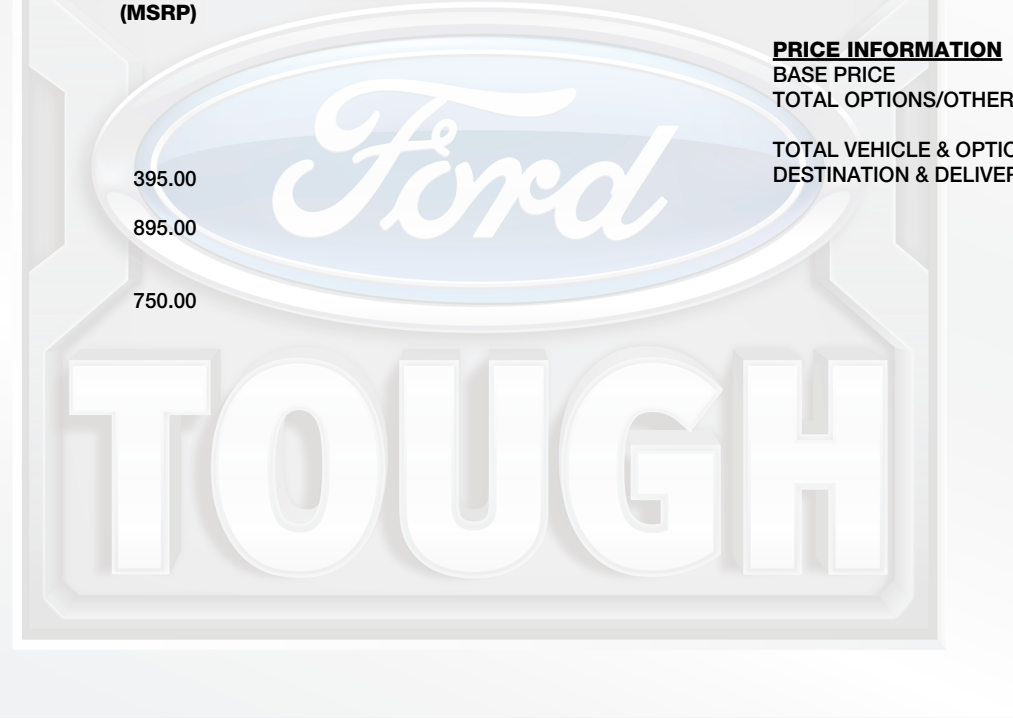 (MSRP)
395.00
895.00
750.00
PRICE INFORMATION
BASE PRICE
TOTAL OPTIONS/OTHER
TOTAL VEHICLE & OPTIO
DESTINATION & DELIVER
Ford
TOUGH